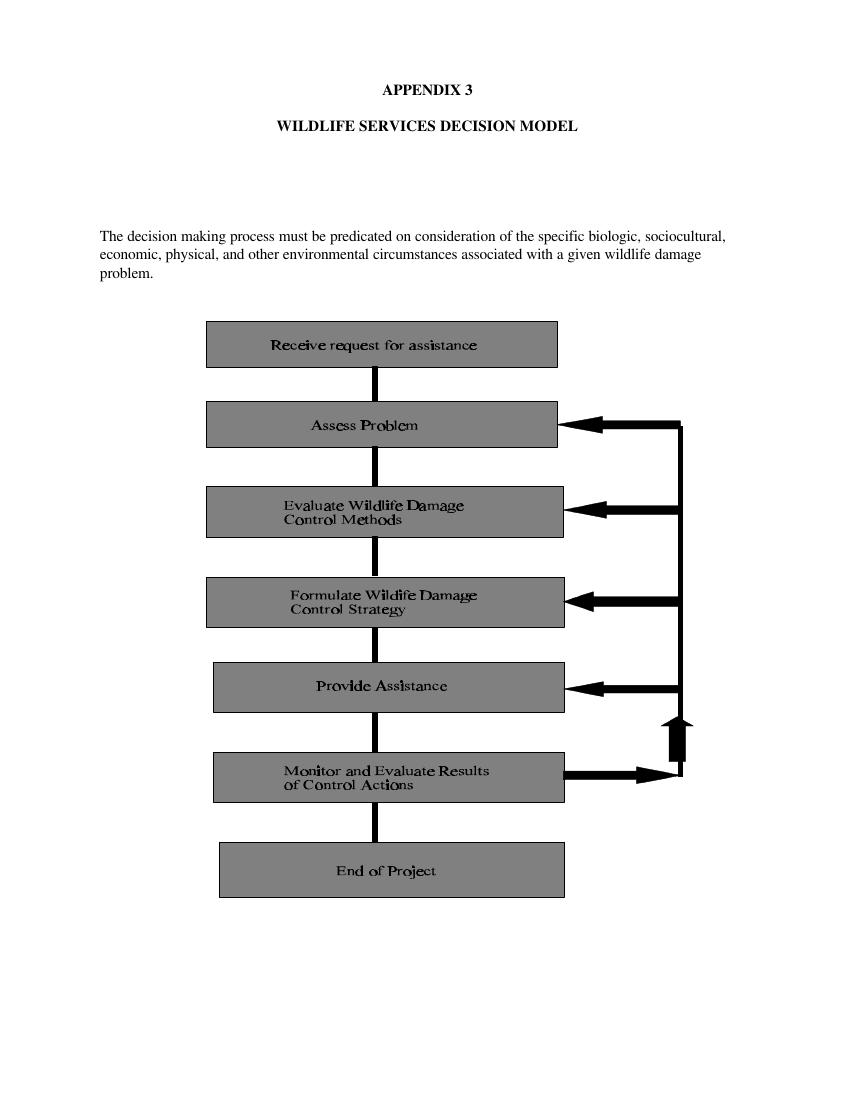 APPENDIX 3
WILDLIFE SERVICES DECISION MODEL
The decision making process must be predicated on consideration of the specific biologic, sociocultural,
economic, physical, and other environmental circumstances associated with a given wildlife damage
problem.
Receive request for assistance
Assess Problem
Evaluate Wildlife Damage
Control Methods
Formulate Wildlife Damage
Control Strategy
Provide Assistance
Monitor and Evaluate Results
of Control Actions
End of Project